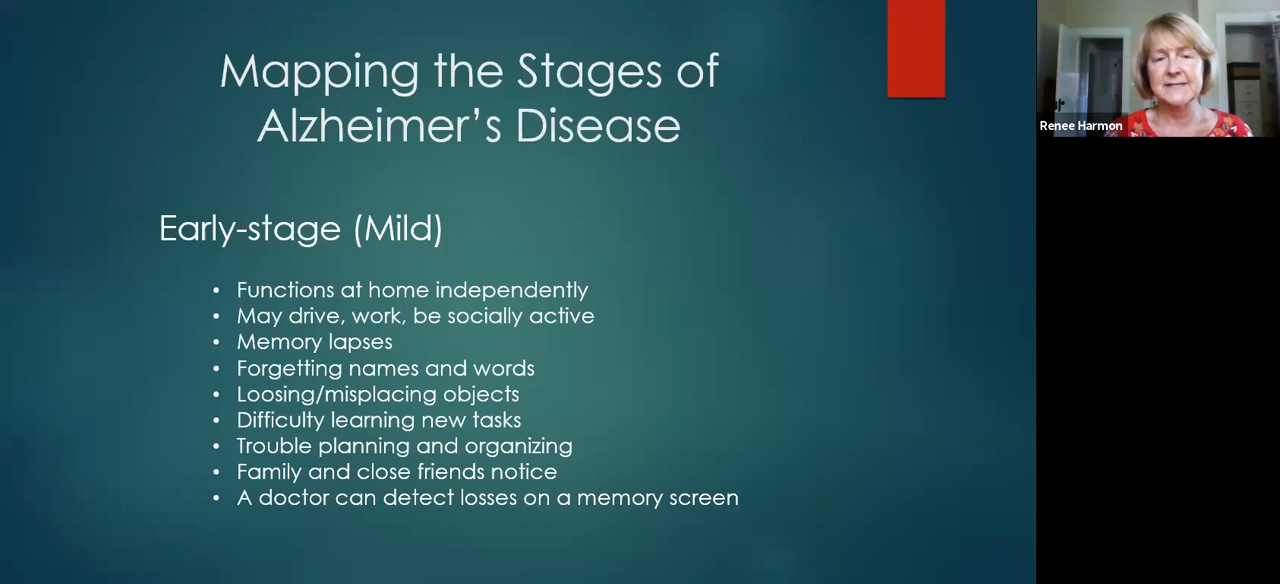 Mapping the Stages of
Alzheimer’s Disease
Early-stage (Mild)
• Functions at home independently
• May drive, work, be socially active
• Memory lapses
• Forgetting names and words
• Loosing/misplacing objects
• Difficulty learning new tasks
• Trouble planning and organizing
• Family and close friends notice
• A doctor can detect losses on a memory screen
Renee Harmon